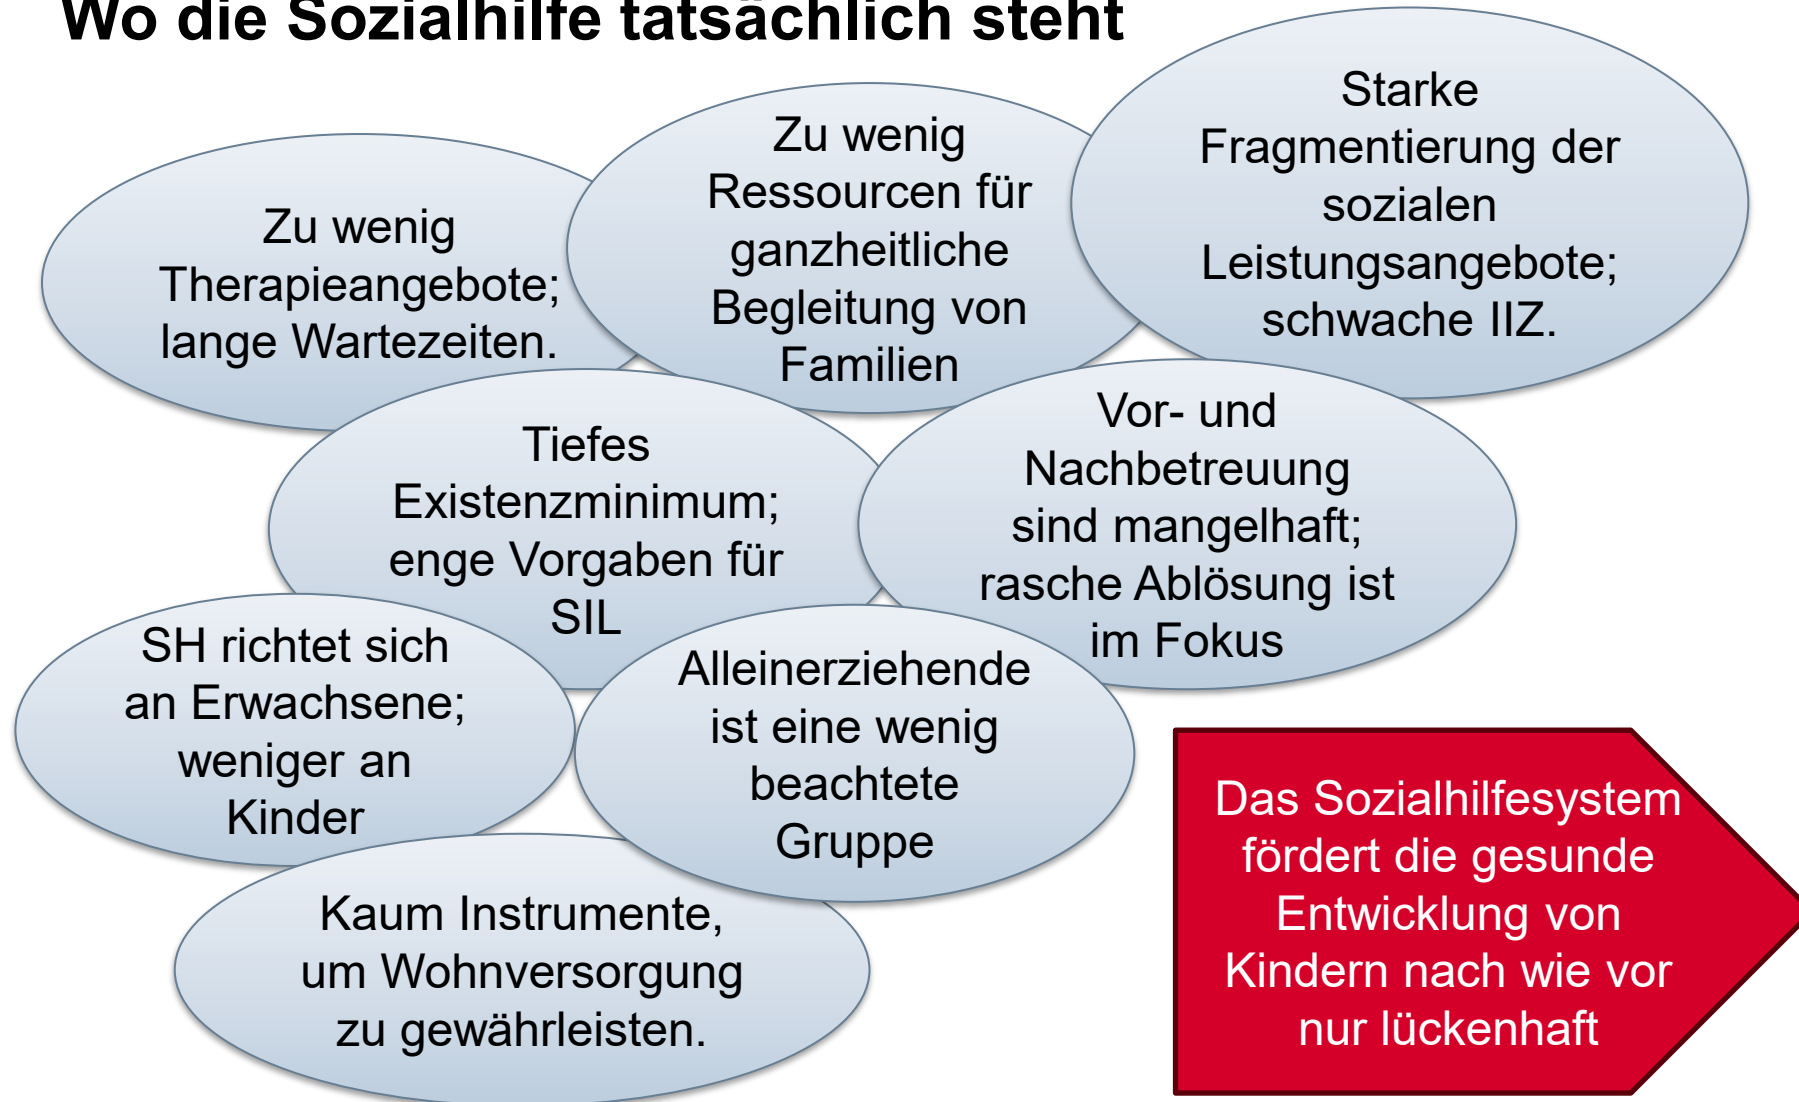 Wo die Sozialhilfe tatsächlich steht
Zu wenig
Therapieangebote;
lange Wartezeiten.
Zu wenig
Ressourcen für
ganzheitliche
Begleitung von
Familien
Starke
Fragmentierung der
sozialen
Leistungsangebote;
schwache IIZ.
Tiefes
Existenzminimum;
enge Vorgaben für
SIL
Vor- und
Nachbetreuung
sind mangelhaft;
rasche Ablösung ist
im Fokus
SH richtet sich
an Erwachsene;
weniger an
Kinder
Alleinerziehende
ist eine wenig
beachtete
Gruppe
Kaum Instrumente,
um Wohnversorgung
zu gewährleisten.
Das Sozialhilfesystem
fördert die gesunde
Entwicklung von
Kindern nach wie vor
nur lückenhaft